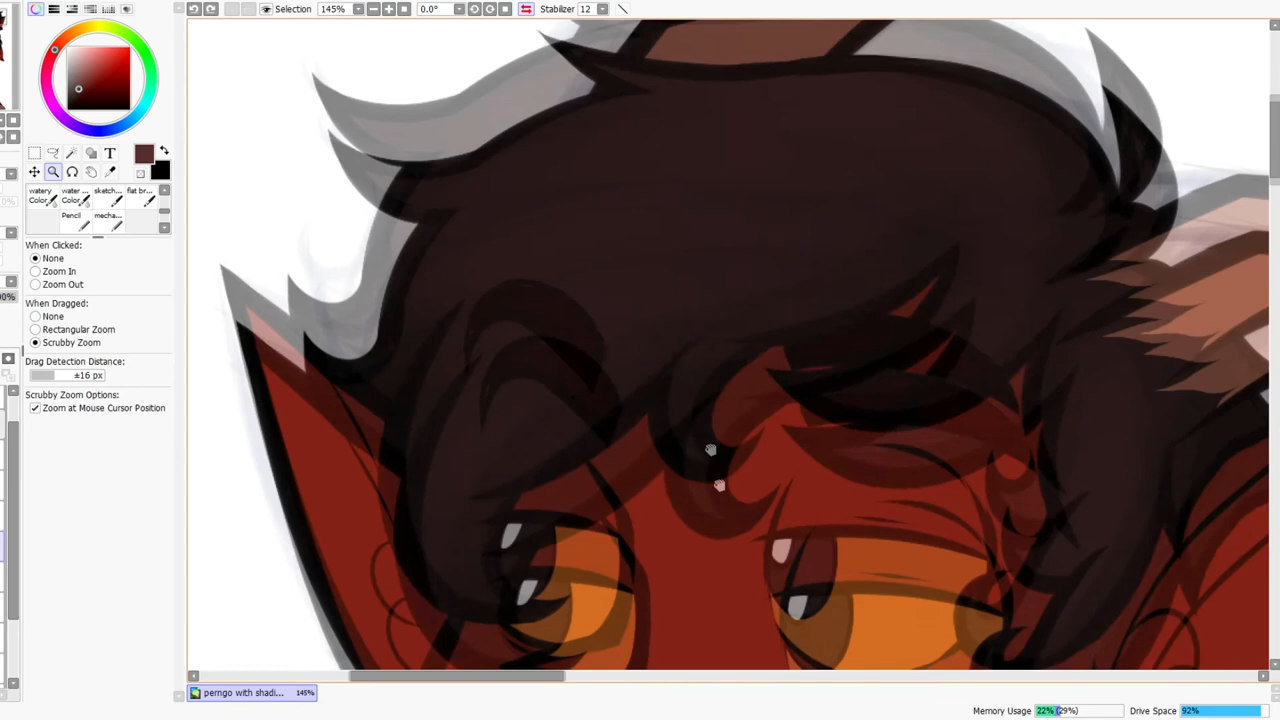 Selection 145% 0.0° Stabilizer 12
T
watery water ... sketch... flat br...
Color Color
Pencil mecha...
When Clicked:
None
Zoom In
Zoom Out
When Dragged:
None
Rectangular Zoom
Scrubby Zoom
Drag Detection Distance:
±16 px
Scrubby Zoom Options:
Zoom at Mouse Cursor Position
perngo with shadi... 145%
Memory Usage 22% (29%) Drive Space 92%